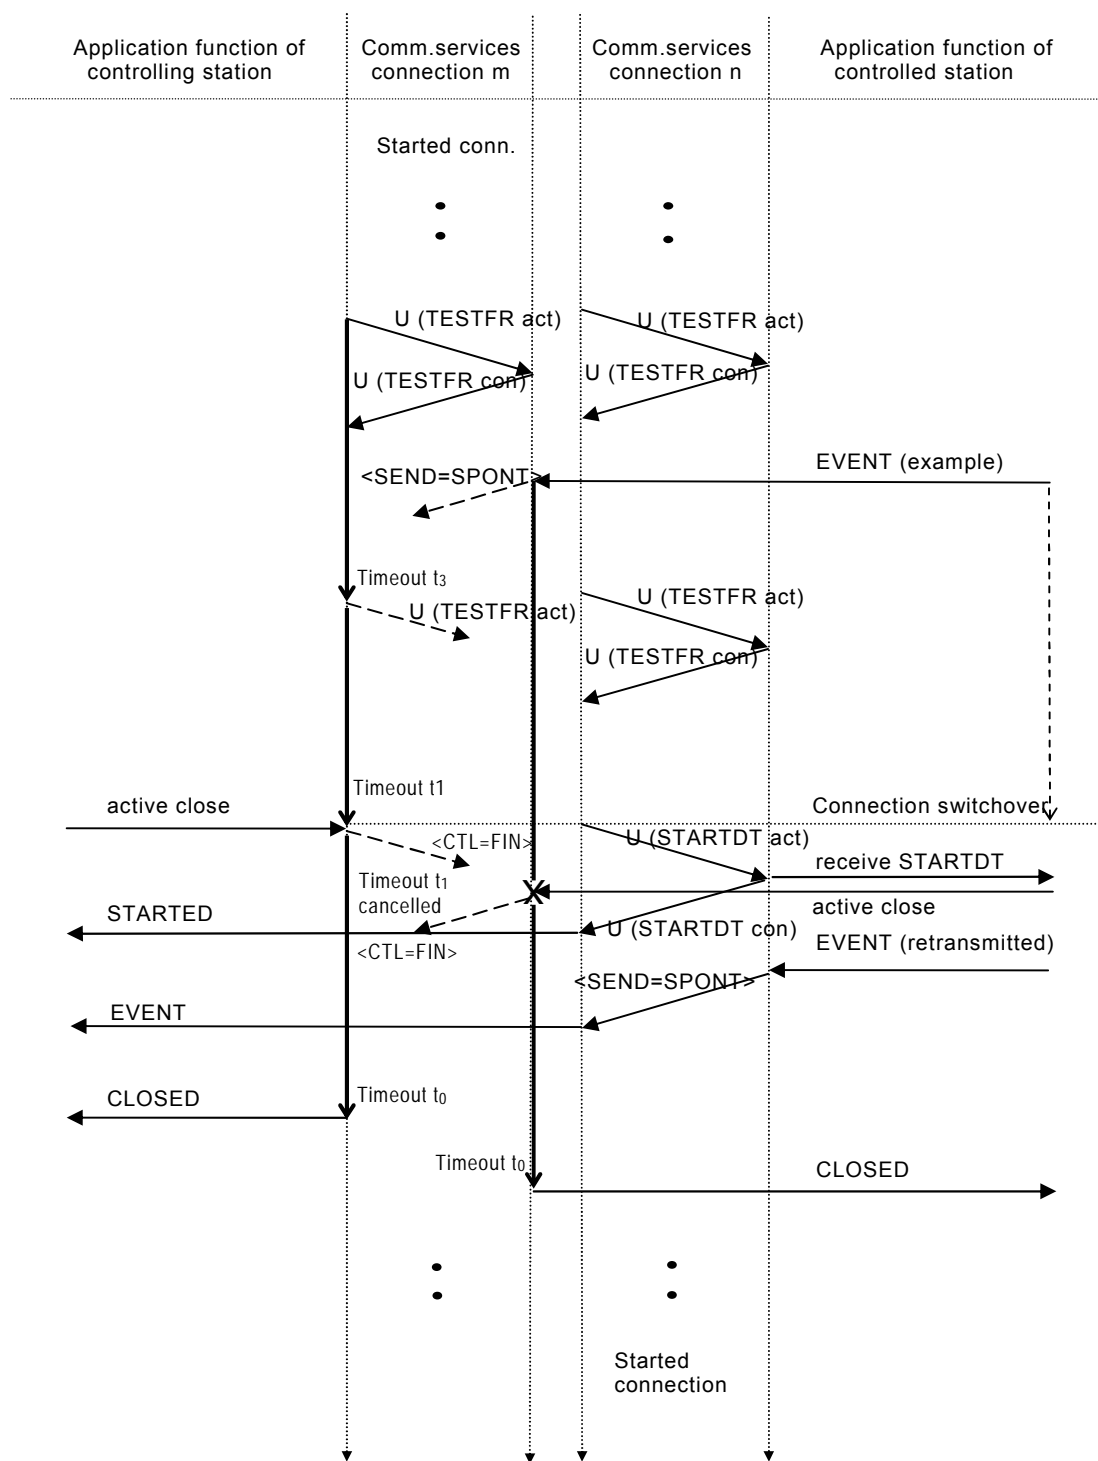 Application function of
controlling station
Comm.services
connection m
Comm.services
connection n
Application function of
controlled station
Started conn.
U (TESTFR act)
U (TESTFR act)
U (TESTFR con)
U (TESTFR con)
<SEND=SPONT>
EVENT (example)
Timeout t3
U (TESTFR act)
U (TESTFR act)
U (TESTFR con)
Timeout t1
active close
Connection switchover
<CTL=FIN>
U (STARTDT act)
receive STARTDT
Timeout t1
cancelled
X
active close
STARTED
U (STARTDT con)
EVENT (retransmitted)
<CTL=FIN>
<SEND=SPONT>
EVENT
CLOSED
Timeout t0
Timeout t0
CLOSED
Started
connection